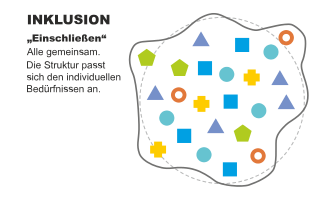 INKLUSION
„Einschließen“
Alle gemeinsam.
Die Struktur passt
sich den individuellen
Bedürfnissen an.